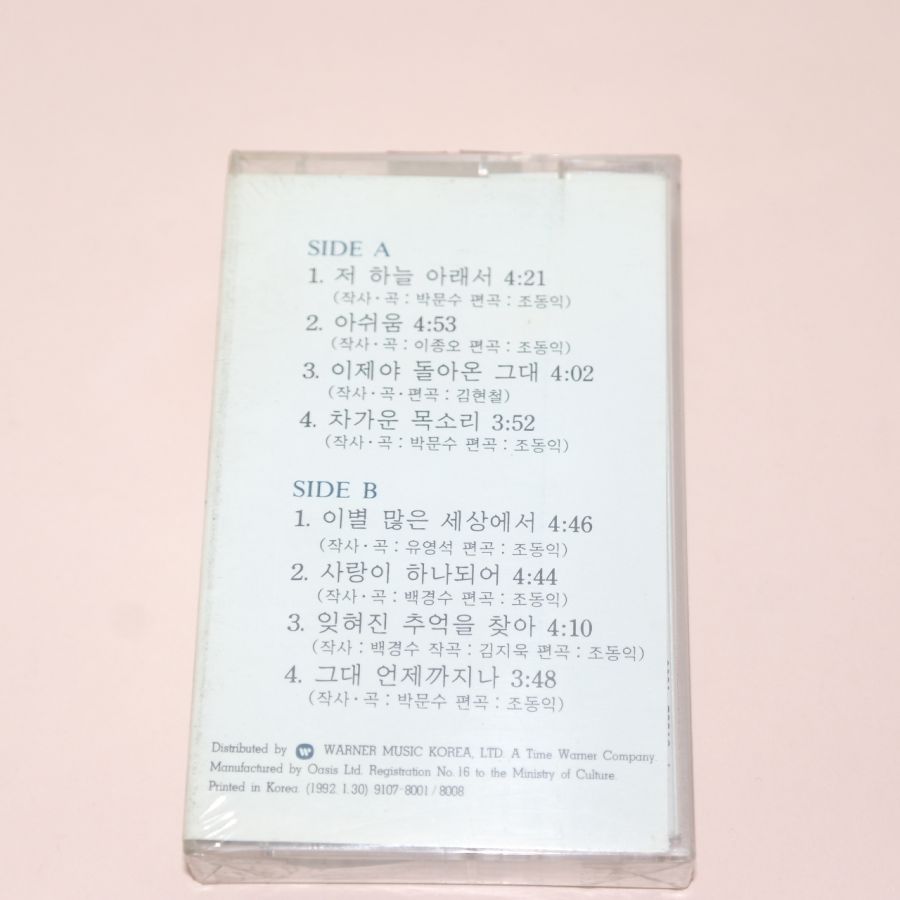 SIDE A
1. 저 하늘 아래서 4:21
(작사·곡 : 박문수 편곡 : 조동익)
2. 아쉬움 4:53
(작사·곡 : 이종오 편곡 : 조동익)
3. 이제야 돌아온 그대 4:02
(작사·곡·편곡 : 김현철)
4. 차가운 목소리 3:52
(작사·곡 : 박문수 편곡 : 조동익)
SIDE B
1. 이별 많은 세상에서 4:46
(작사·곡 : 유영석 편곡 : 조동익)
2. 사랑이 하나되어 4:44
(작사·곡 : 백경수 편곡 : 조동익)
3. 잊혀진 추억을 찾아 4:10
(작사 : 백경수 작곡 : 김지욱 편곡 : 조동익)
4. 그대 언제까지나 3:48
(작사·곡 : 박문수 편곡 : 조동익)
Distributed by WARNER MUSIC KOREA, LTD. A Time Warner Company.
Manufactured by Oasis Ltd. Registration No. 16 to the Ministry of Culture.
Printed in Korea. (1992. 1. 30) 9107-8001 / 8008